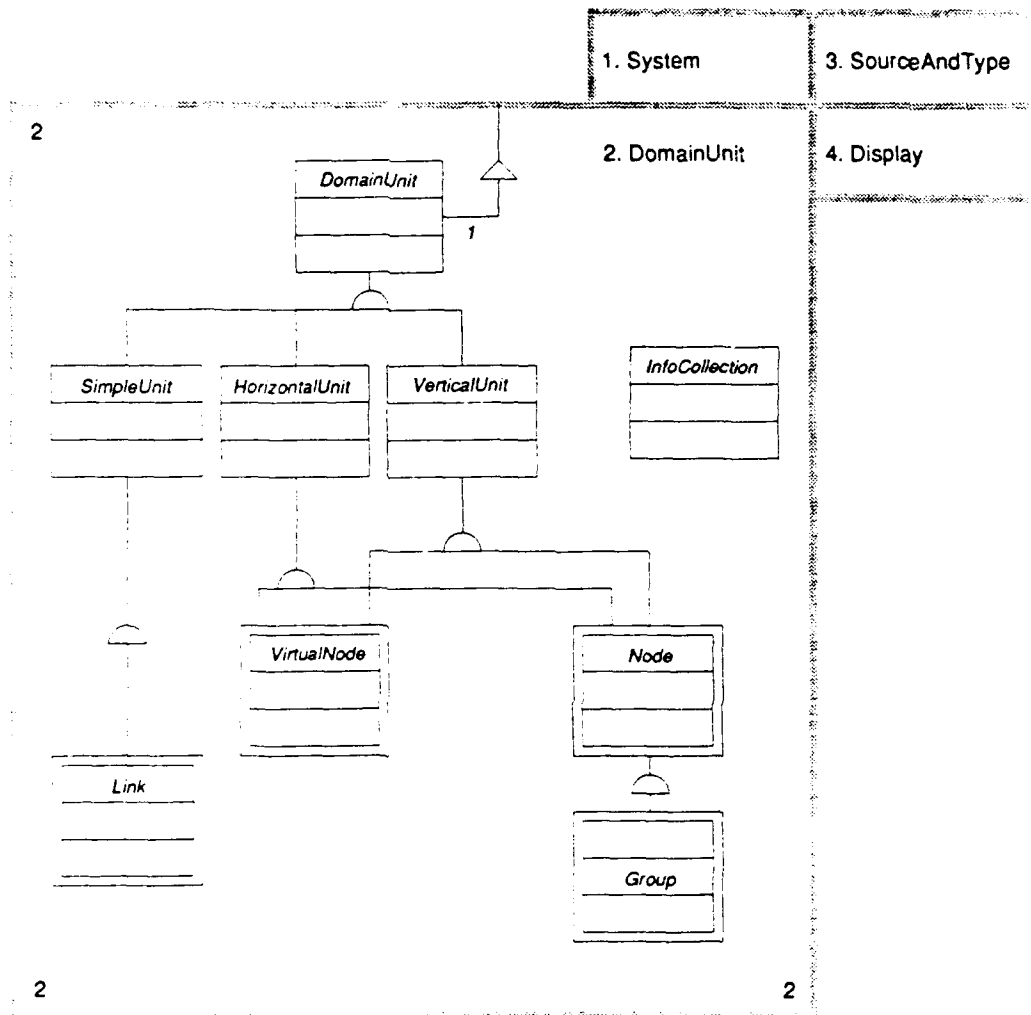 1. System
3. SourceAndType
2
2. DomainUnit
4. Display
DomainUnit
1
SimpleUnit
HorizontalUnit
VerticalUnit
InfoCollection
VirtualNode
Node
Link
Group
2
2